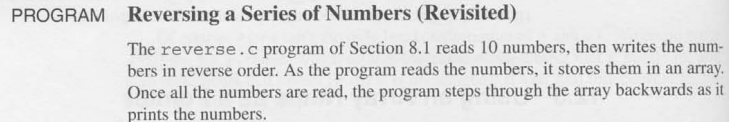 PROGRAM Reversing a Series of Numbers (Revisited)
The reverse.c program of Section 8.1 reads 10 numbers, then writes the num-
bers in reverse order. As the program reads the numbers, it stores them in an array.
Once all the numbers are read, the program steps through the array backwards as it
prints the numbers.